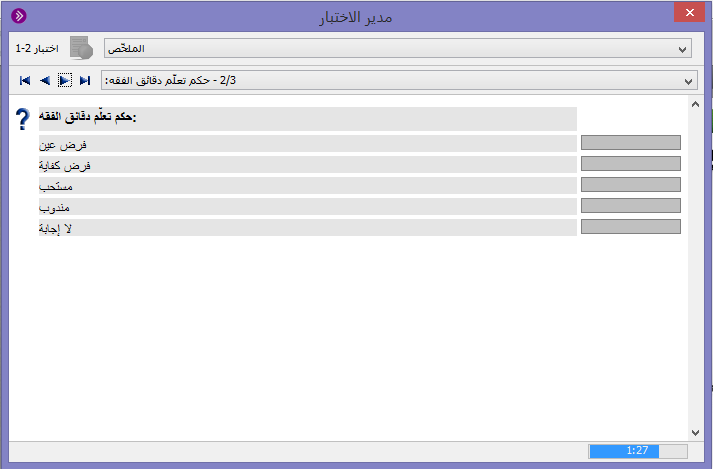 مدير الاختبار
اختبار 2-1
الملخّص
2/3 - حكم تعلّم دقائق الفقه:
حكم تعلّم دقائق الفقه:
فرض عين
فرض كفاية
مستحب
مندوب
لا إجابة
1:27